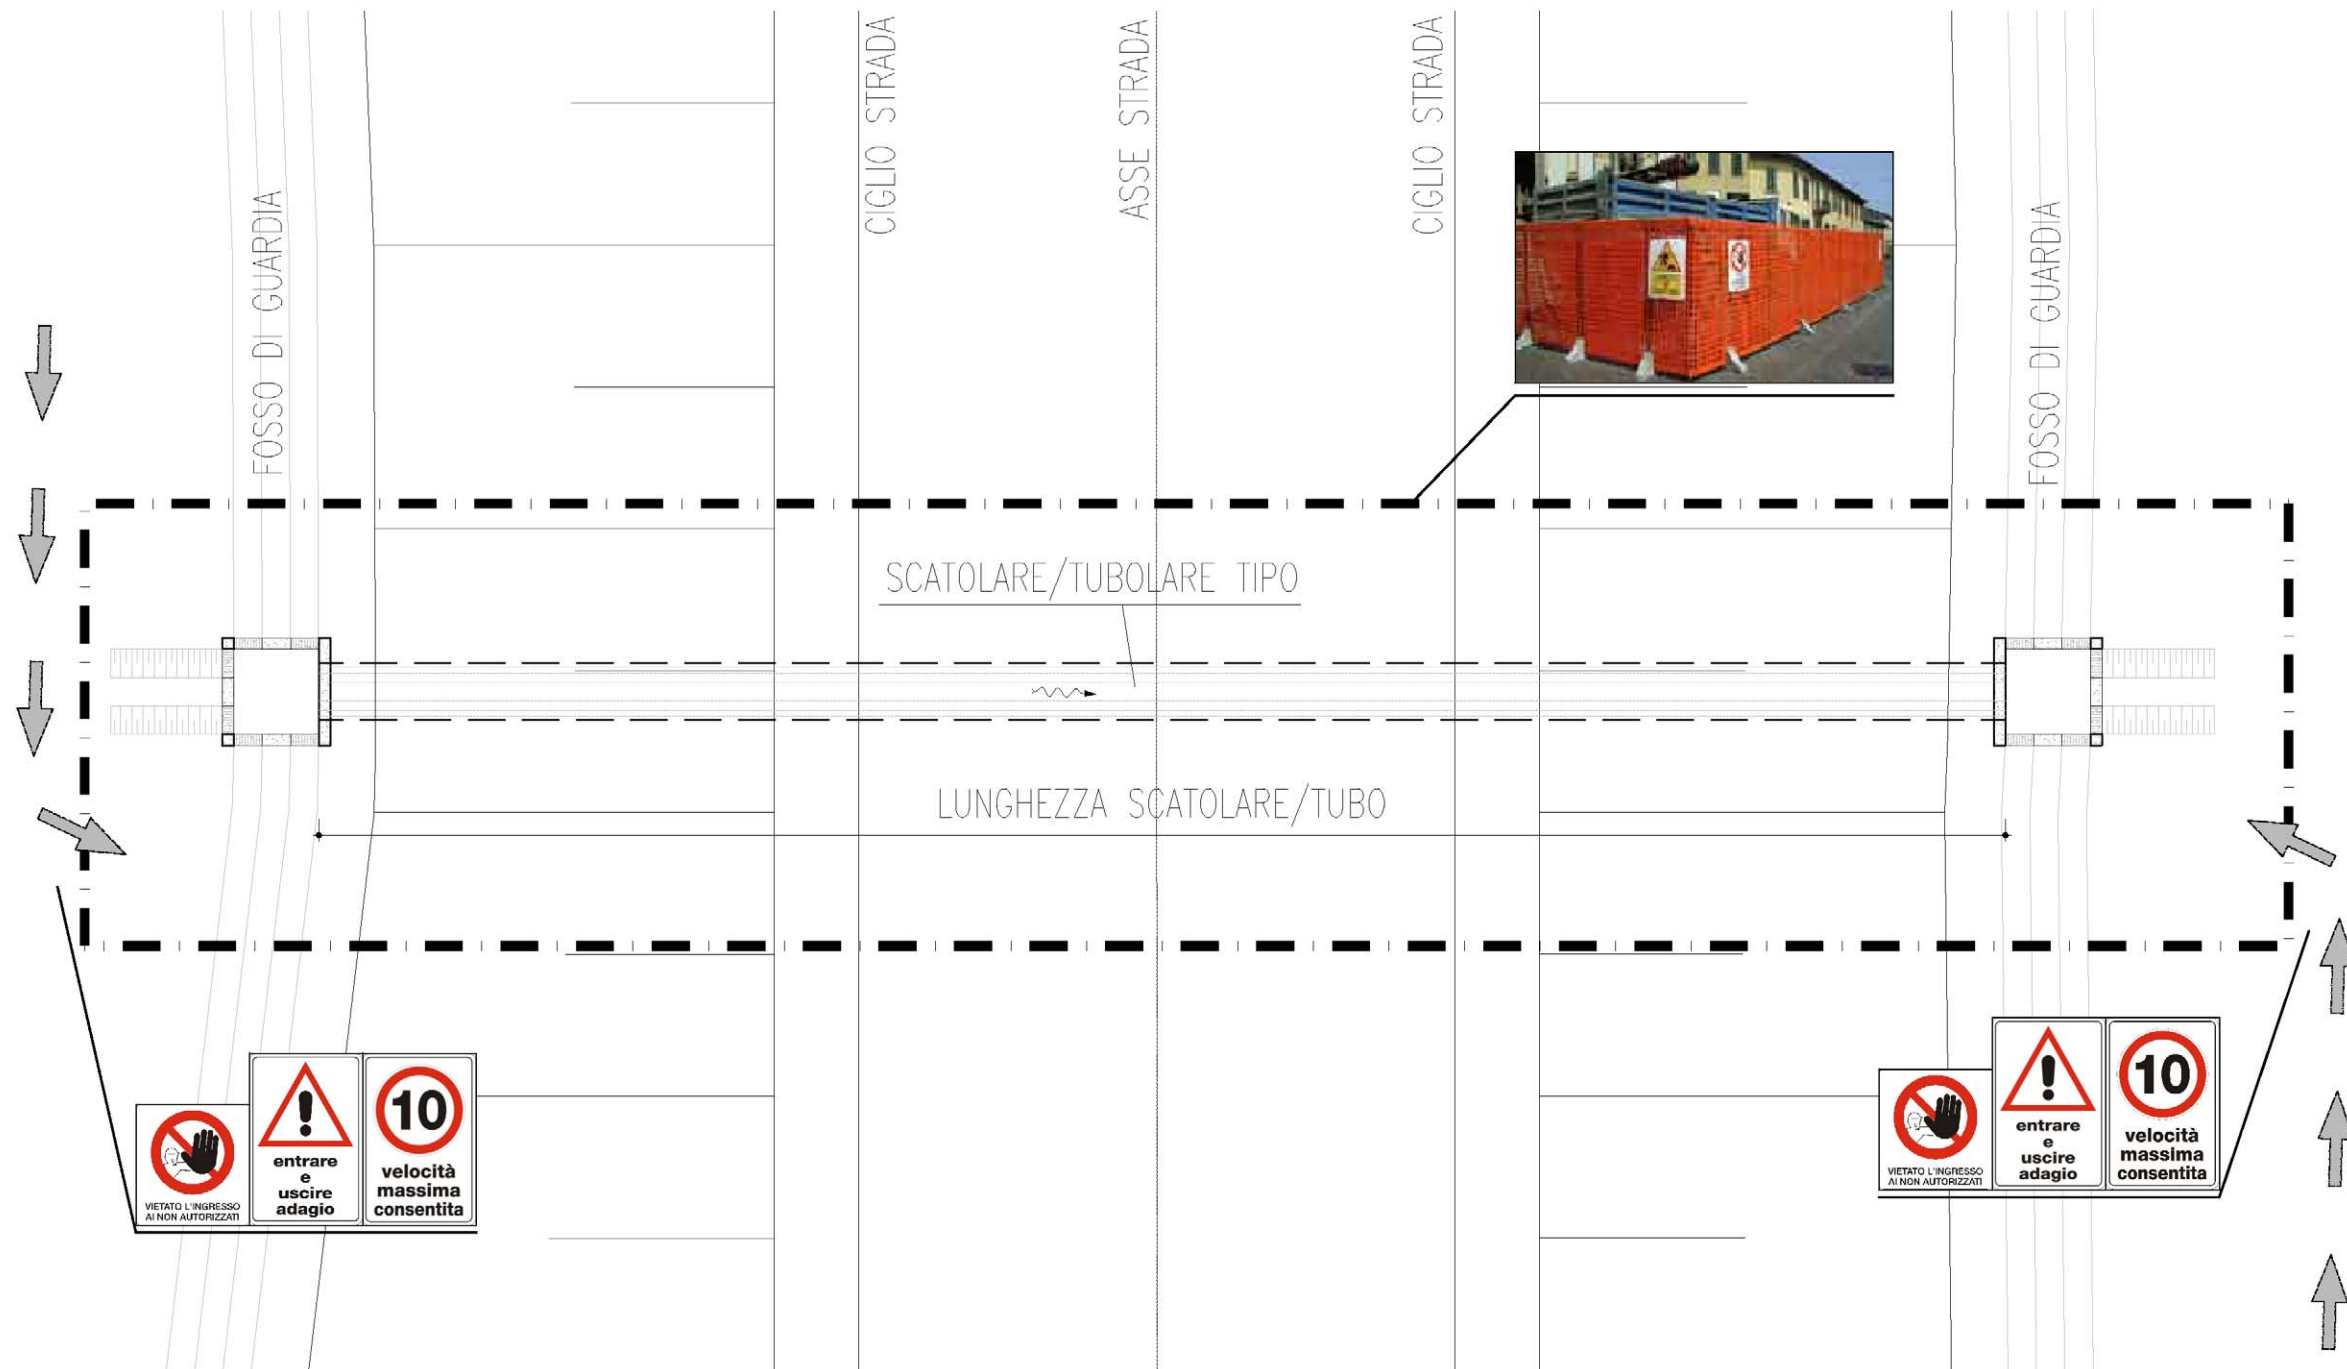 CIGLIO STRADA
ASSE STRADA
CIGLIO STRADA
FOSSO DI GUARDIA
FOSSO DI GUARDIA
SCATOLARE/TUBOLARE TIPO
LUNGHEZZA SCATOLARE/TUBO
VIETATO L'INGRESSO
AI NON AUTORIZZATI
entrare
e
uscire
adagio
10
velocità
massima
consentita
VIETATO L'INGRESSO
AI NON AUTORIZZATI
entrare
e
uscire
adagio
10
velocità
massima
consentita